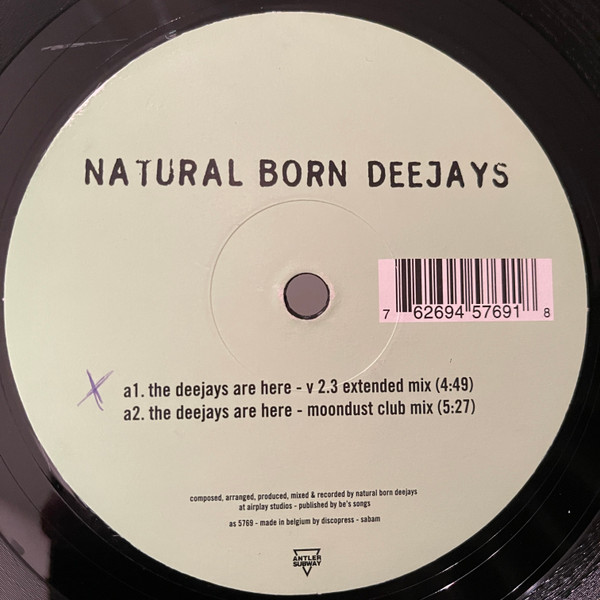 NATURAL BORN DEEJAYS
7 62694 57691 8
X a1. the deejays are here - v 2.3 extended mix (4:49)
a2. the deejays are here - moondust club mix (5:27)
composed, arranged, produced, mixed & recorded by natural born deejays
at airplay studios - published by be's songs
as 5769 - made in belgium by discopress - sabam
ANTLER
SUBWAY